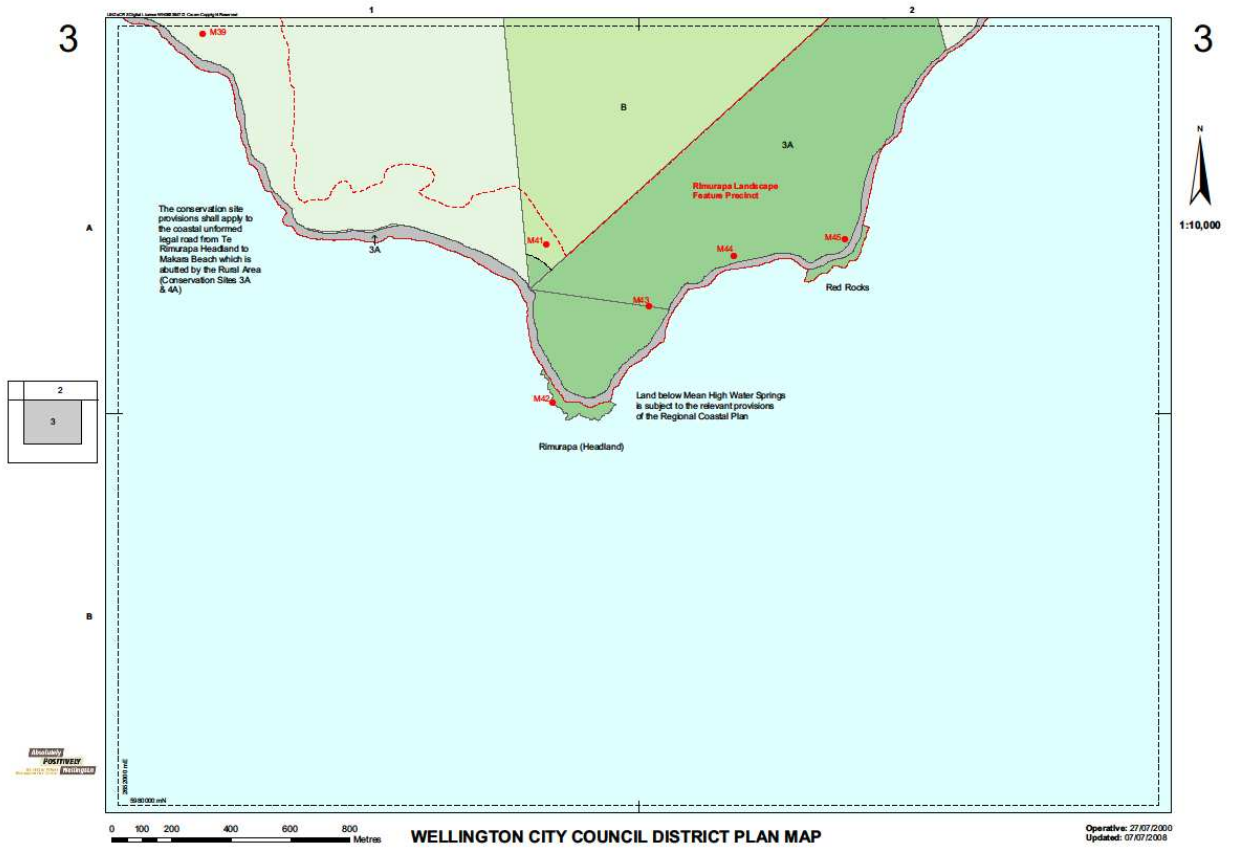 3
3
1
2
M39
B
3A
Rimurapa Landscape
Feature Precinct
N
1:10,000
The conservation site
provisions shall apply to
the coastal unformed
legal road from Te
Rimurapa Headland to
Makara Beach which is
abutted by the Rural Area
(Conservation Sites 3A
& 4A)
A
3A
M41
M44
M45
Red Rocks
M43
M42
Land below Mean High Water Springs
is subject to the relevant provisions
of the Regional Coastal Plan
Rimurapa (Headland)
2
3
B
Absolutely
POSITIVELY
Wellington
5980000 mN
0 100 200 400 600 800
Metres
WELLINGTON CITY COUNCIL DISTRICT PLAN MAP
Operative: 27/07/2000
Updated: 07/07/2008